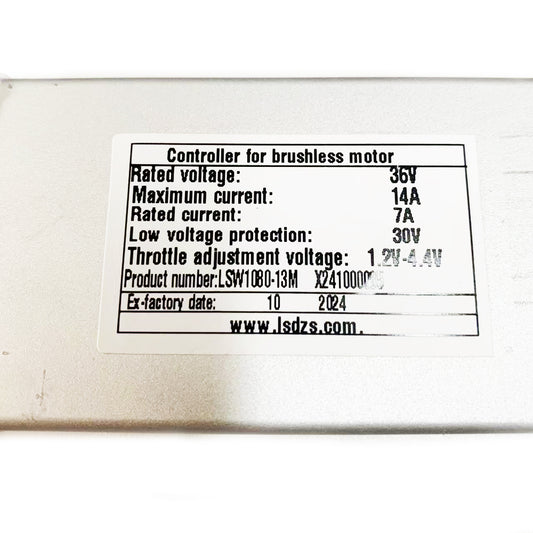 Controller for brushless motor
Rated voltage: 36V
Maximum current: 14A
Rated current: 7A
Low voltage protection: 30V
Throttle adjustment voltage: 1.2V-4.4V
Product number:LSW1080-13M
Ex-factory date: 10 2024
www.lsdzs.com.